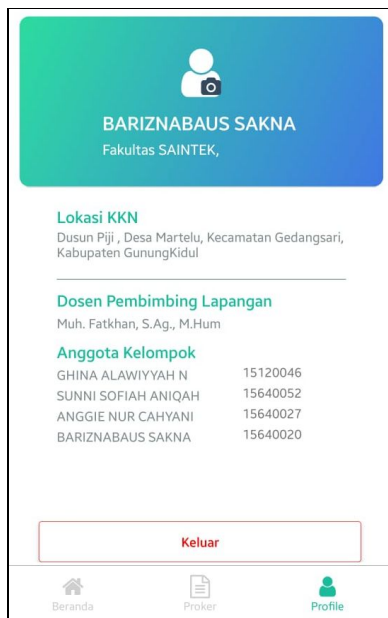 BARIZNABAUS SAKNA
Fakultas SAINTEK,
Lokasi KKN
Dusun Piji , Desa Martelu, Kecamatan Gedangsari,
Kabupaten GunungKidul
Dosen Pembimbing Lapangan
Muh. Fatkhan, S.Ag., M.Hum
Anggota Kelompok
GHINA ALAWIYYAH N 15120046
SUNNI SOFIAH ANIQAH 15640052
ANGGIE NUR CAHYANI 15640027
BARIZNABAUS SAKNA 15640020
Keluar
Beranda Proker Profile